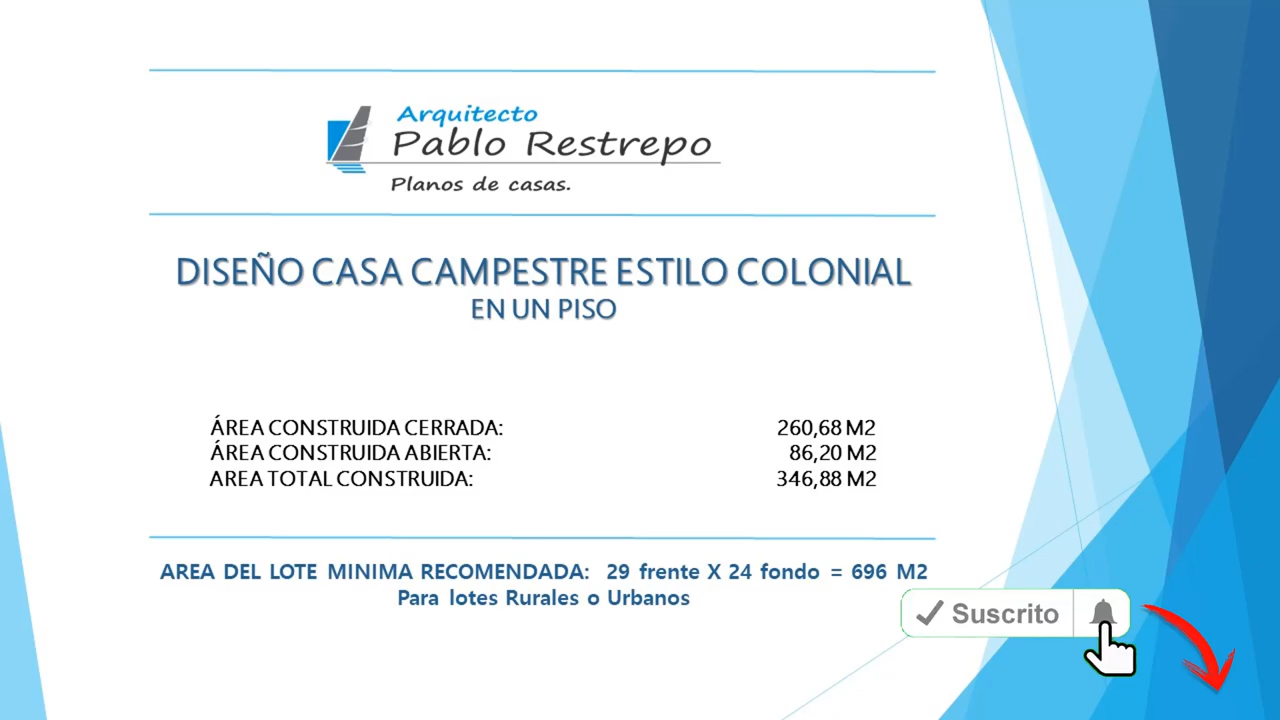 Arquitecto
Pablo Restrepo
Planos de casas.
DISEÑO CASA CAMPESTRE ESTILO COLONIAL
EN UN PISO
ÁREA CONSTRUIDA CERRADA: 260,68 M2
ÁREA CONSTRUIDA ABIERTA: 86,20 M2
AREA TOTAL CONSTRUIDA: 346,88 M2
AREA DEL LOTE MINIMA RECOMENDADA: 29 frente X 24 fondo = 696 M2
Para lotes Rurales o Urbanos
Suscrito